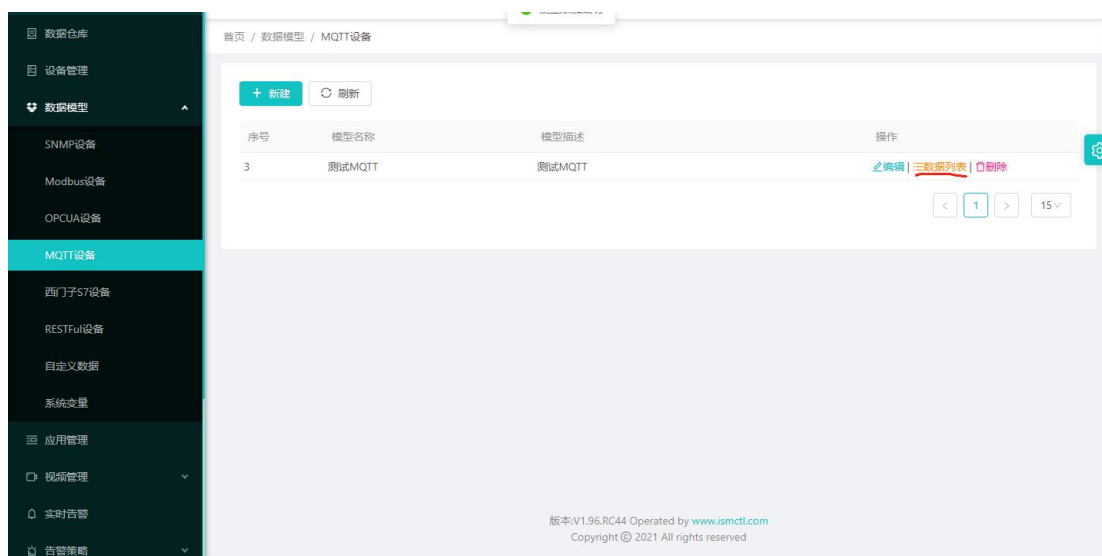 数据仓库
设备管理
数据模型
SNMP设备
Modbus设备
OPCUA设备
MQTT设备
西门子S7设备
RESTFul设备
自定义数据
系统变量
应用管理
视频管理
实时告警
告警策略
首页 / 数据模型 / MQTT设备
+ 新建 刷新
序号 模型名称 模型描述 操作
3 测试MQTT 测试MQTT 编辑 | 数据列表 | 删除
< 1 > 15
版本:V1.96.RC44 Operated by www.ismctl.com
Copyright © 2021 All rights reserved